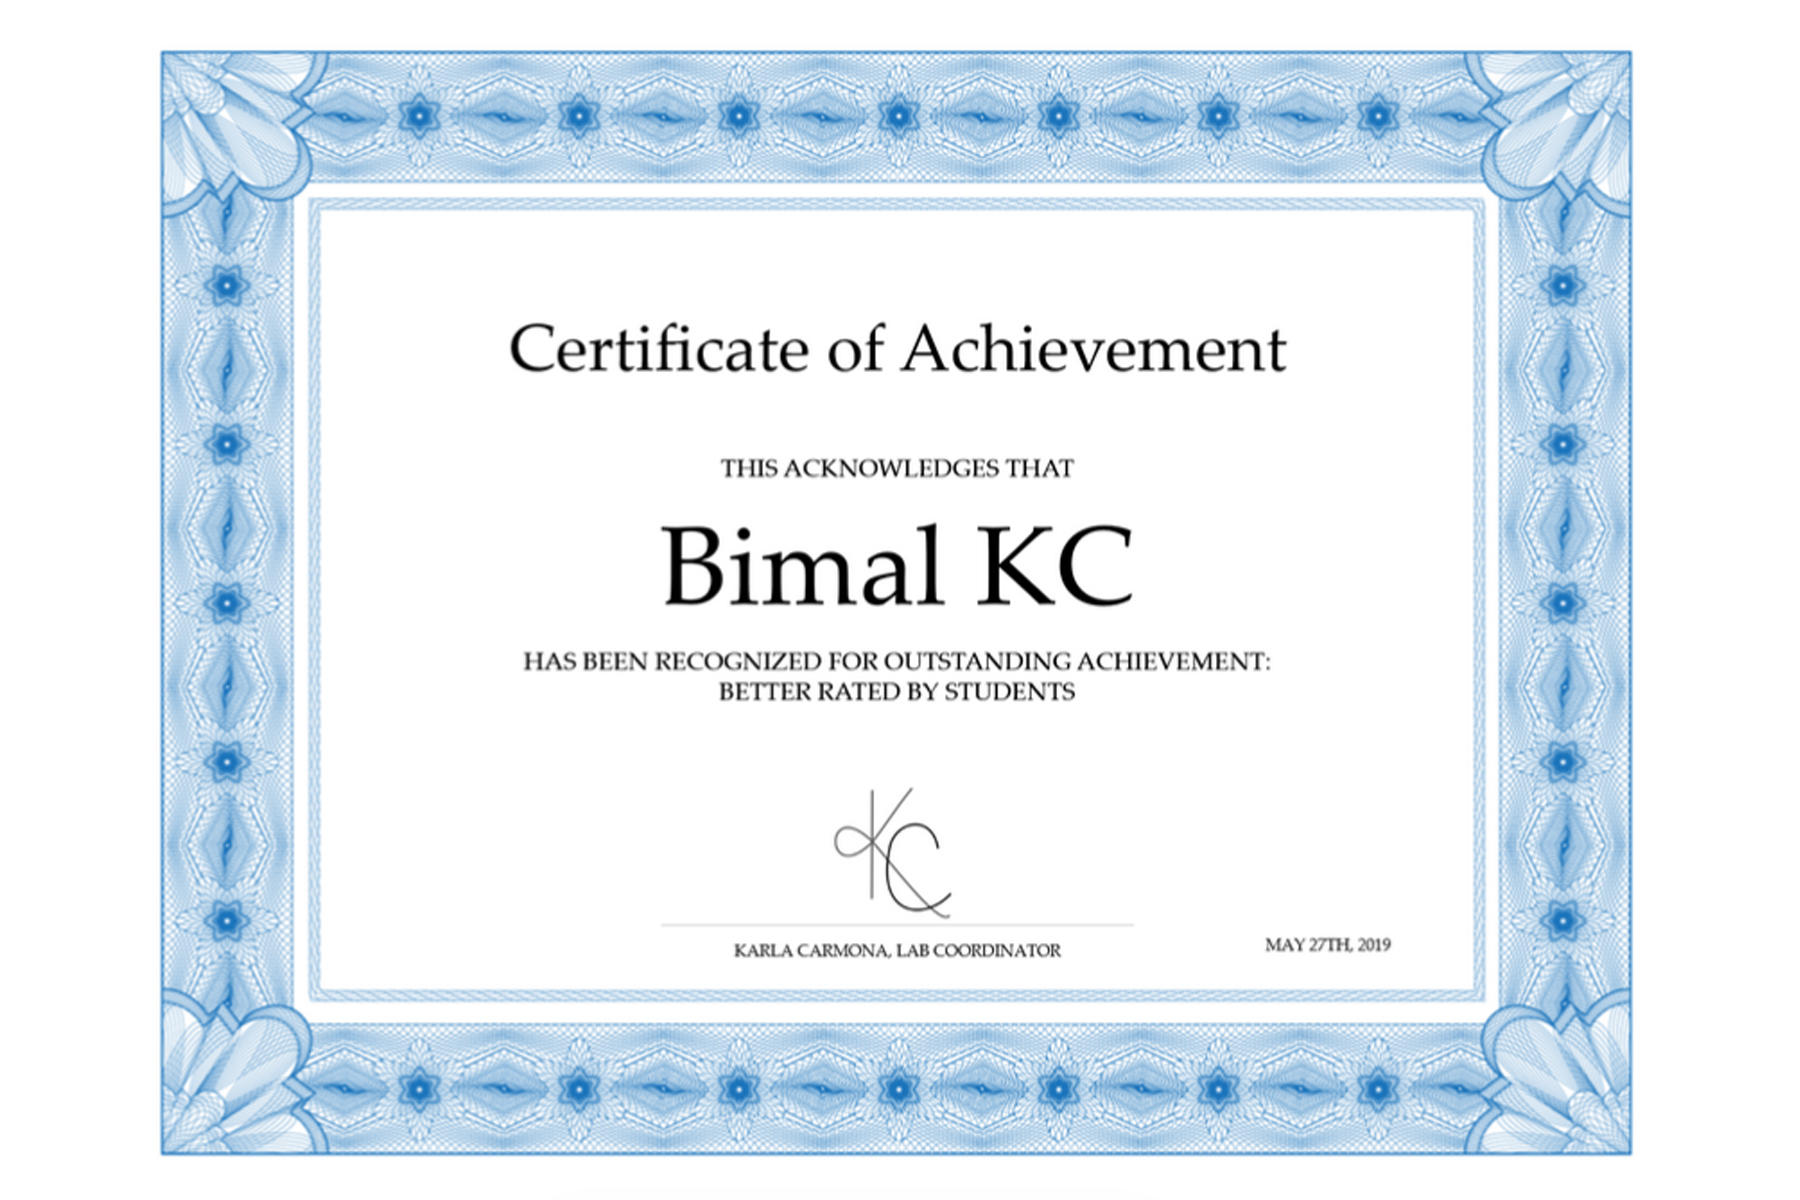 Certificate of Achievement
THIS ACKNOWLEDGES THAT
Bimal KC
HAS BEEN RECOGNIZED FOR OUTSTANDING ACHIEVEMENT:
BETTER RATED BY STUDENTS
KC
KARLA CARMONA, LAB COORDINATOR
MAY 27TH, 2019